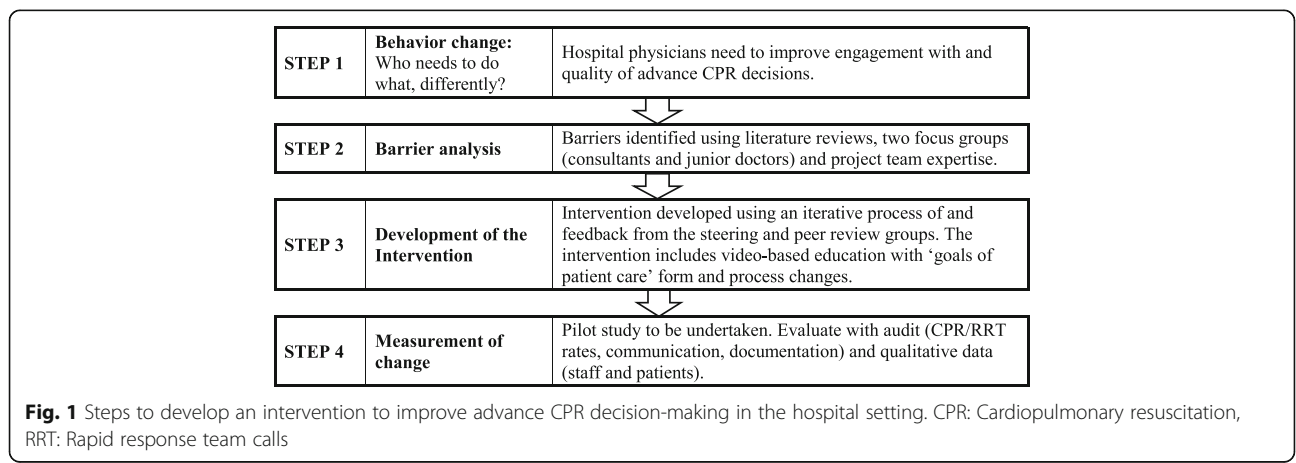 STEP 1
Behavior change:
Who needs to do
what, differently?
Hospital physicians need to improve engagement with and
quality of advance CPR decisions.
STEP 2
Barrier analysis
Barriers identified using literature reviews, two focus groups
(consultants and junior doctors) and project team expertise.
STEP 3
Development of the
Intervention
Intervention developed using an iterative process of and
feedback from the steering and peer review groups. The
intervention includes video-based education with ‘goals of
patient care’ form and process changes.
STEP 4
Measurement of
change
Pilot study to be undertaken. Evaluate with audit (CPR/RRT
rates, communication, documentation) and qualitative data
(staff and patients).
Fig. 1 Steps to develop an intervention to improve advance CPR decision-making in the hospital setting. CPR: Cardiopulmonary resuscitation,
RRT: Rapid response team calls